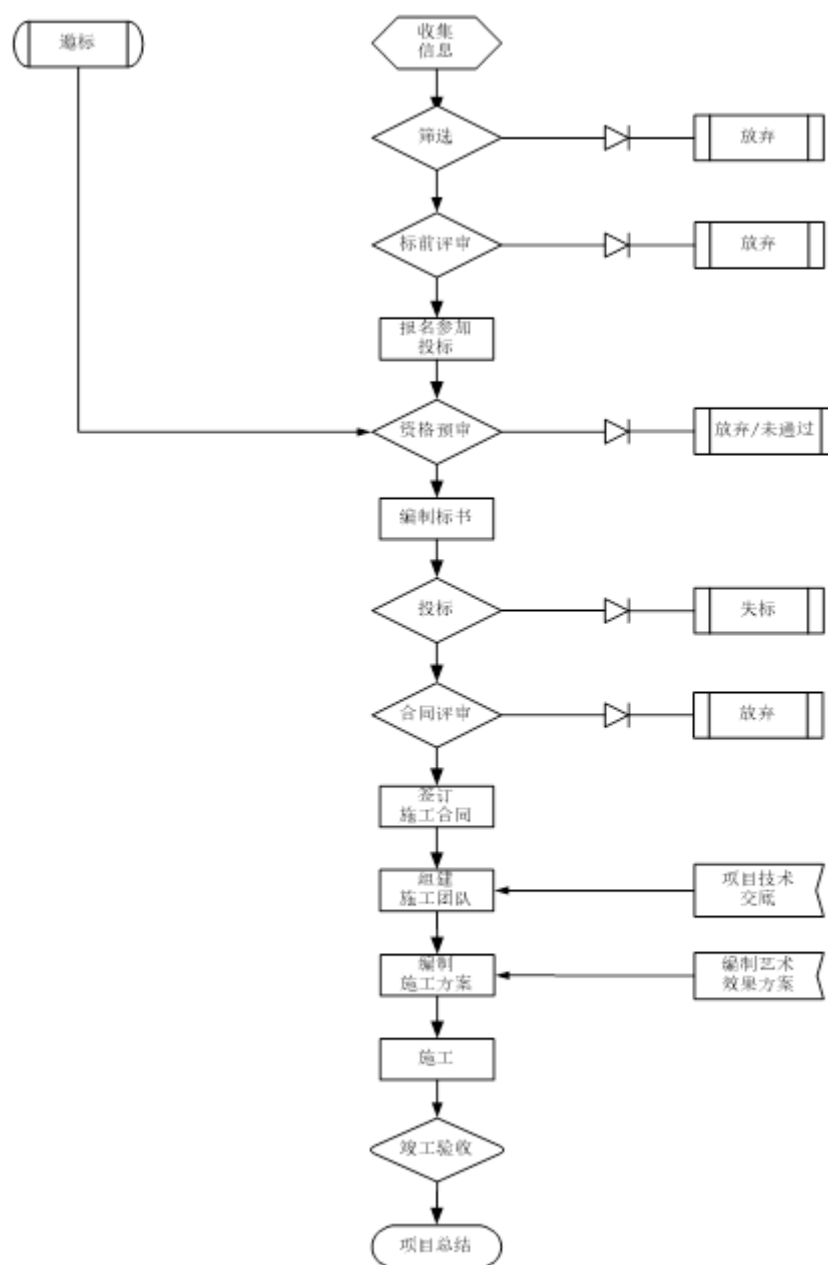 邀标
收集
信息
筛选
放弃
标前评审
放弃
报名参加
投标
资格预审
放弃/未通过
编制标书
投标
失标
合同评审
放弃
签订
施工合同
组建
施工团队
项目技术
交底
编制
施工方案
编制艺术
效果方案
施工
竣工验收
项目总结